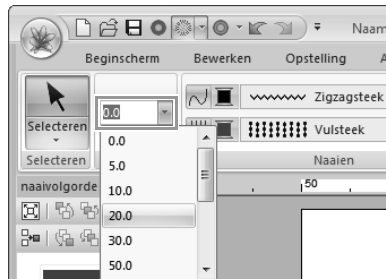 Naam
Beginscherm Bewerken Opstelling A
Selecteren
0.0
Zigzagsteek
Vulsteek
Selecteren
Naaien
0.0
5.0
10.0
20.0
30.0
50.0
naaivolgorde
50